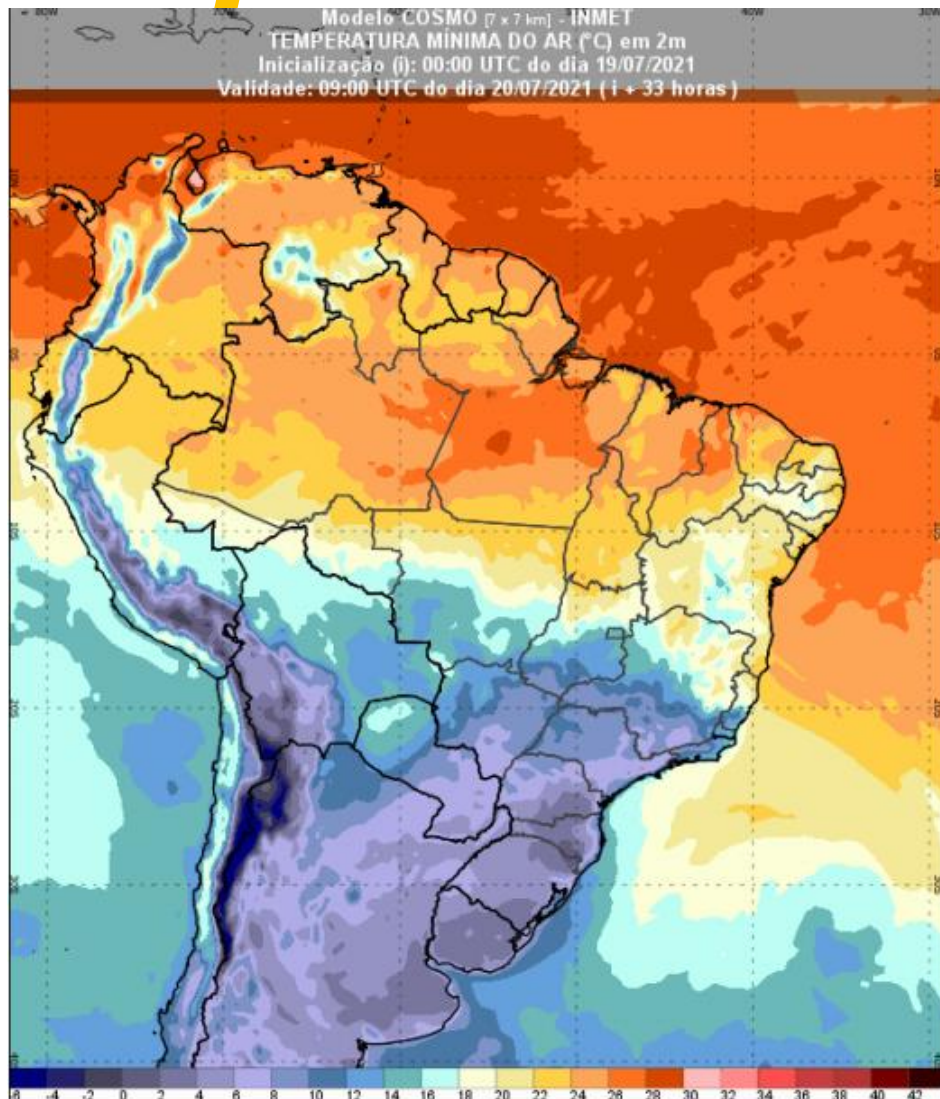 Modelo COSMO [7 x 7 km] - INMET
TEMPERATURA MÍNIMA DO AR (°C) em 2m
Inicialização (i): 00:00 UTC do dia 19/07/2021
Validade: 09:00 UTC do dia 20/07/2021 ( i + 33 horas )
-4 -2 0 2 4 6 8 10 12 14 16 18 20 22 24 26 28 30 32 34 36 38 40 42